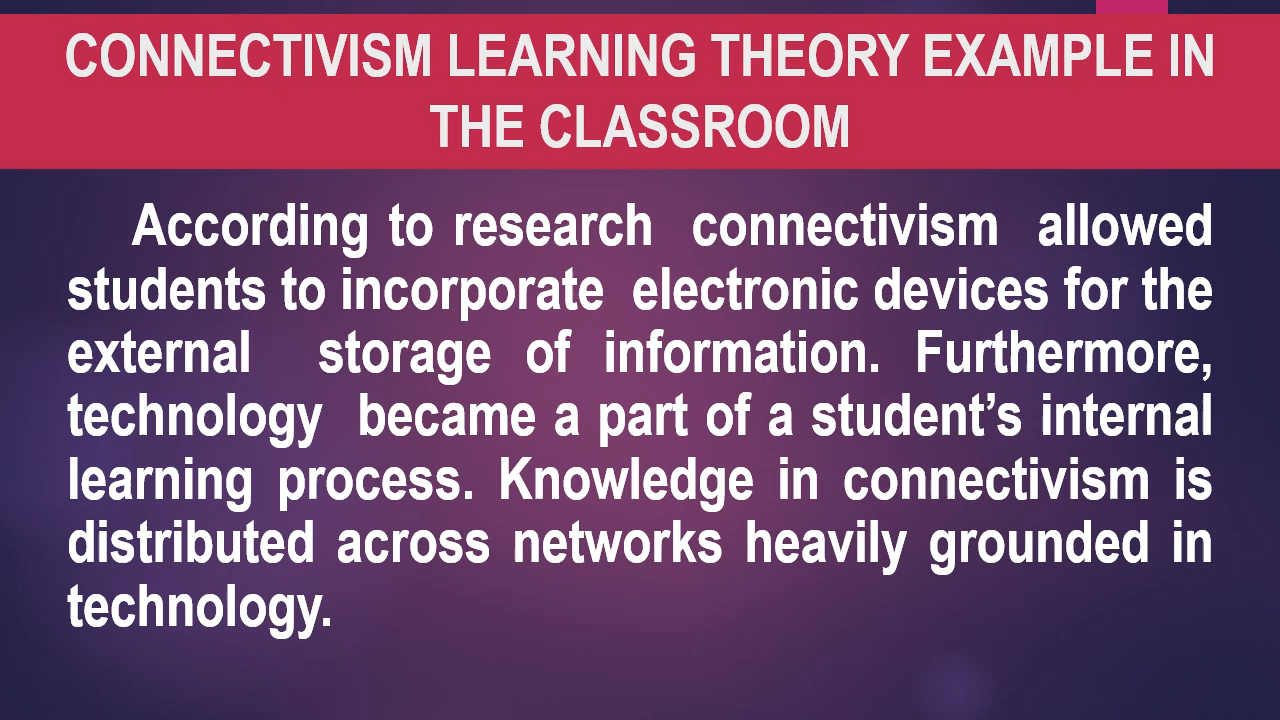 CONNECTIVISM LEARNING THEORY EXAMPLE IN
THE CLASSROOM
According to research connectivism allowed
students to incorporate electronic devices for the
external storage of information. Furthermore,
technology became a part of a student’s internal
learning process. Knowledge in connectivism is
distributed across networks heavily grounded in
technology.